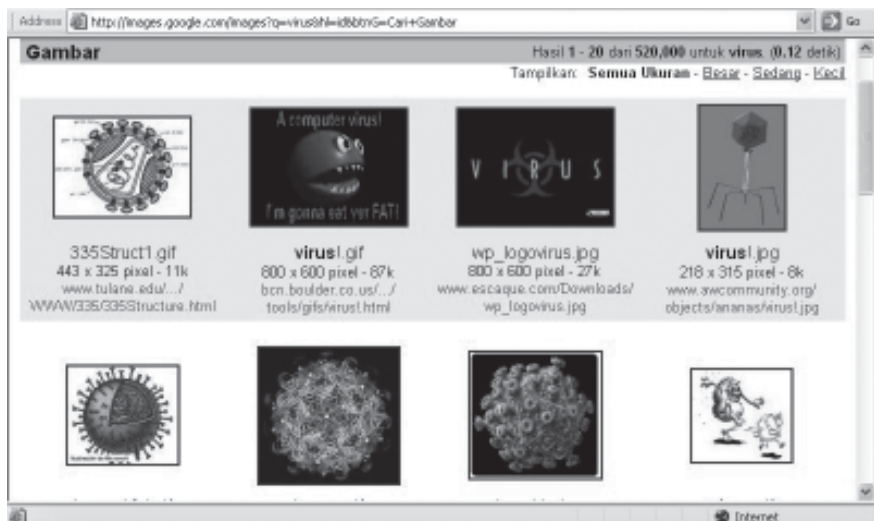 Address http://images.google.com/images?q=virus&hl=id&btnG=Cari+Gambar Go
Gambar Hasil 1 - 20 dari 520,000 untuk virus. (0.12 detik)
Tampilkan: Semua Ukuran - Besar - Sedang - Kecil
A computer virus!
I'm gonna eat yer FAT!
VIRUS
335Struct1.gif
443 x 325 pixel - 11k
www.tulane.edu/.../
WWW/335/335Structure.html
virus!.gif
800 x 600 pixel - 87k
bcn.boulder.co.us/.../
tools/gifs/virus!.html
wp_logovirus.jpg
800 x 600 pixel - 27k
www.escaque.com/Downloads/
wp_logovirus.jpg
virus!.jpg
218 x 315 pixel - 8k
www.awcommunity.org/
objects/ananas/virus!.jpg
Internet